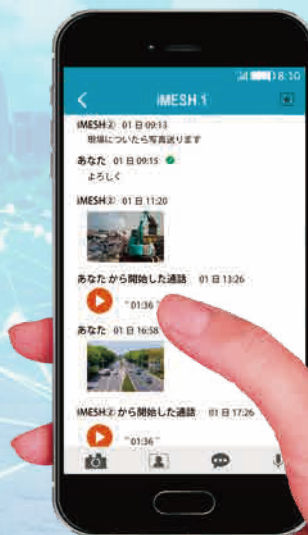 8:10
iMESH 1
iMESH② 01日 09:13
現場についたら写真送ります
あなた 01日 09:15
よろしく
iMESH② 01日 11:20
あなた から開始した通話 01日 13:26
"01:36"
あなた 01日 16:58
iMESH② から開始した通話 01日 17:26
"01:36"